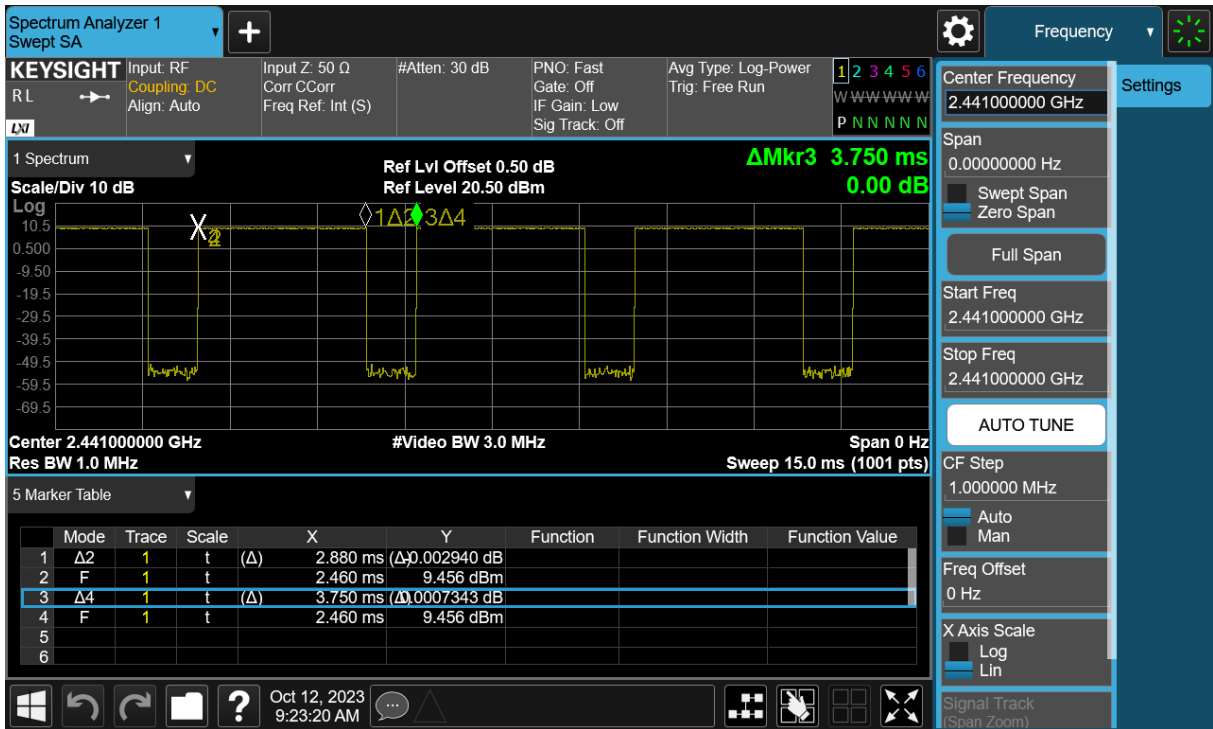 Spectrum Analyzer 1
Swept SA
+
Frequency
KEYSIGHT
R L
LXI
Input: RF
Coupling: DC
Align: Auto
Input Z: 50 Ω
Corr CCorr
Freq Ref: Int (S)
#Atten: 30 dB
PNO: Fast
Gate: Off
IF Gain: Low
Sig Track: Off
Avg Type: Log-Power
Trig: Free Run
1 2 3 4 5 6
W W W W W W
P N N N N N
1 Spectrum
Scale/Div 10 dB
Ref Lvl Offset 0.50 dB
Ref Level 20.50 dBm
ΔMkr3 3.750 ms
0.00 dB
Log
10.5
0.500
-9.50
-19.5
-29.5
-39.5
-49.5
-59.5
-69.5
1Δ2 3Δ4
Center 2.441000000 GHz
#Video BW 3.0 MHz
Span 0 Hz
Res BW 1.0 MHz
Sweep 15.0 ms (1001 pts)
5 Marker Table
Mode Trace Scale X Y Function Function Width Function Value
1 Δ2 1 t (Δ) 2.880 ms (Δ) -0.002940 dB
2 F 1 t 2.460 ms 9.456 dBm
3 Δ4 1 t (Δ) 3.750 ms (Δ) 0.0007343 dB
4 F 1 t 2.460 ms 9.456 dBm
5
6
Oct 12, 2023
9:23:20 AM
Center Frequency
2.441000000 GHz
Settings
Span
0.00000000 Hz
Swept Span
Zero Span
Full Span
Start Freq
2.441000000 GHz
Stop Freq
2.441000000 GHz
AUTO TUNE
CF Step
1.000000 MHz
Auto
Man
Freq Offset
0 Hz
X Axis Scale
Log
Lin
Signal Track
(Span Zoom)